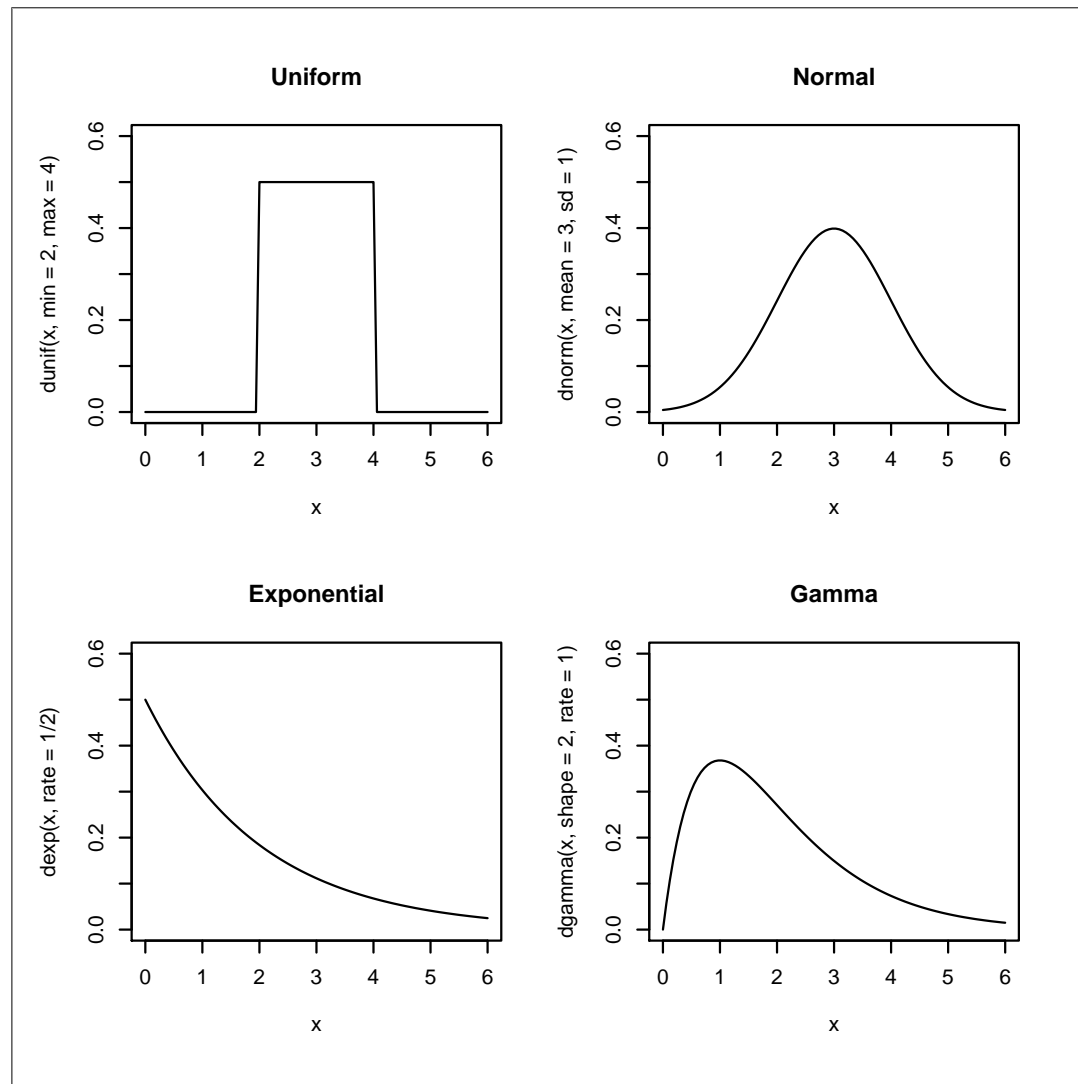 Uniform
dunif(x, min = 2, max = 4)
0.6
0.4
0.2
0.0
0 1 2 3 4 5 6
x
Normal
dnorm(x, mean = 3, sd = 1)
0.6
0.4
0.2
0.0
0 1 2 3 4 5 6
x
Exponential
dexp(x, rate = 1/2)
0.6
0.4
0.2
0.0
0 1 2 3 4 5 6
x
Gamma
dgamma(x, shape = 2, rate = 1)
0.6
0.4
0.2
0.0
0 1 2 3 4 5 6
x